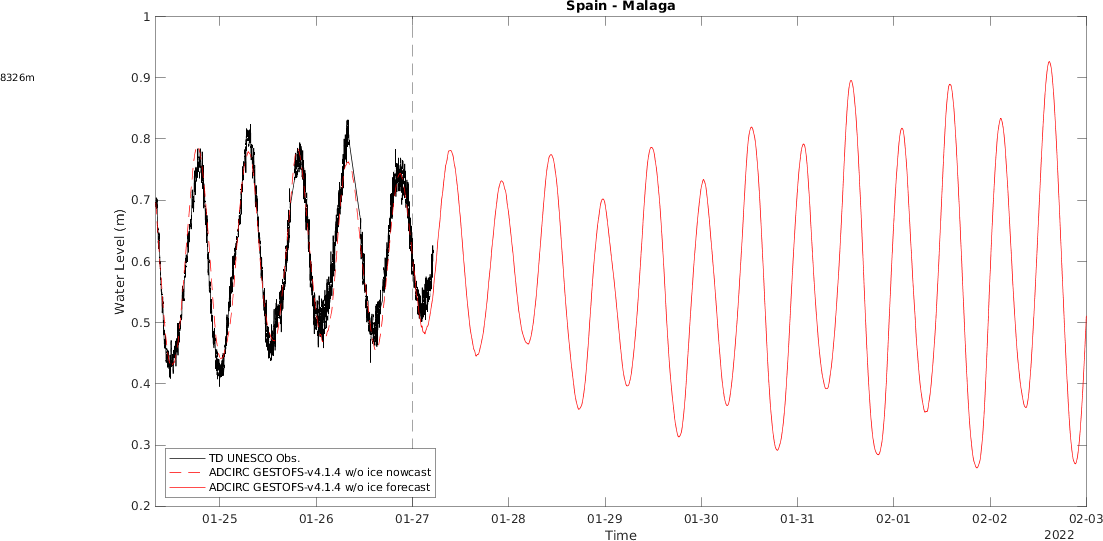 Spain - Malaga
8326m
1
0.9
0.8
0.7
0.6
0.5
0.4
0.3
0.2
Water Level (m)
TD UNESCO Obs.
ADCIRC GESTOFS-v4.1.4 w/o ice nowcast
ADCIRC GESTOFS-v4.1.4 w/o ice forecast
01-25 01-26 01-27 01-28 01-29 01-30 01-31 02-01 02-02 02-03
Time
2022